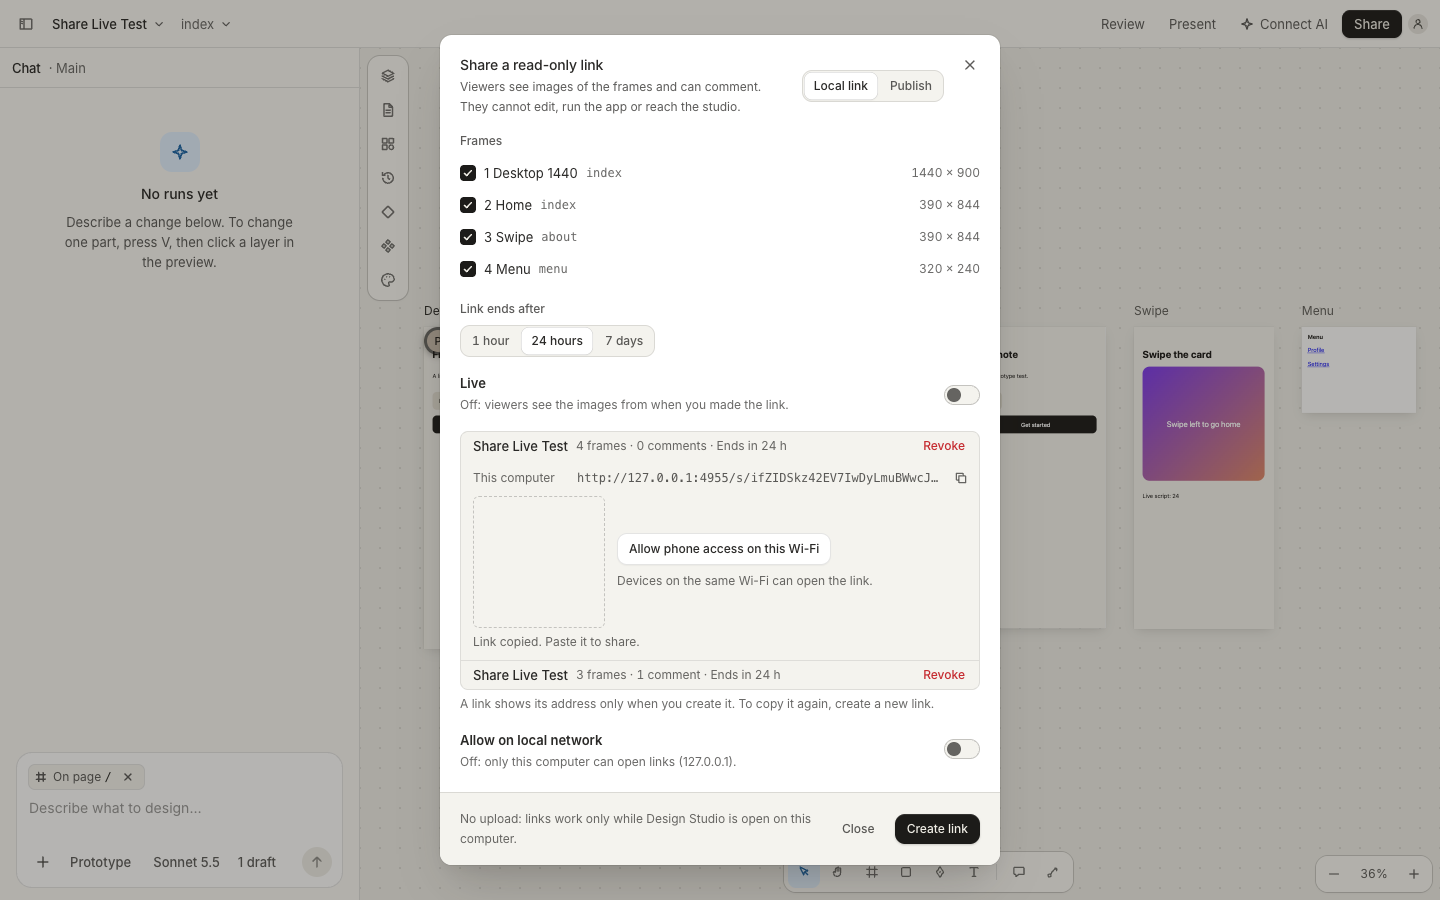 Share Live Test
index
Review
Present
Connect AI
Share
Chat · Main
No runs yet
Describe a change below. To change
one part, press V, then click a layer in
the preview.
On page /
Describe what to design...
Prototype
Sonnet 5.5
1 draft
Share a read-only link
Viewers see images of the frames and can comment.
They cannot edit, run the app or reach the studio.
Local link
Publish
Frames
1 Desktop 1440 index 1440 × 900
2 Home index 390 × 844
3 Swipe about 390 × 844
4 Menu menu 320 × 240
Link ends after
1 hour
24 hours
7 days
Live
Off: viewers see the images from when you made the link.
Share Live Test 4 frames · 0 comments · Ends in 24 h Revoke
This computer http://127.0.0.1:4955/s/ifZIDSkz42EV7IwDyLmuBWwcJ…
Allow phone access on this Wi-Fi
Devices on the same Wi-Fi can open the link.
Link copied. Paste it to share.
Share Live Test 3 frames · 1 comment · Ends in 24 h Revoke
A link shows its address only when you create it. To copy it again, create a new link.
Allow on local network
Off: only this computer can open links (127.0.0.1).
No upload: links work only while Design Studio is open on this
computer.
Close
Create link
Get started
Swipe
Swipe the card
Swipe left to go home
Live script: 24
Menu
Menu
Profile
Settings
36%